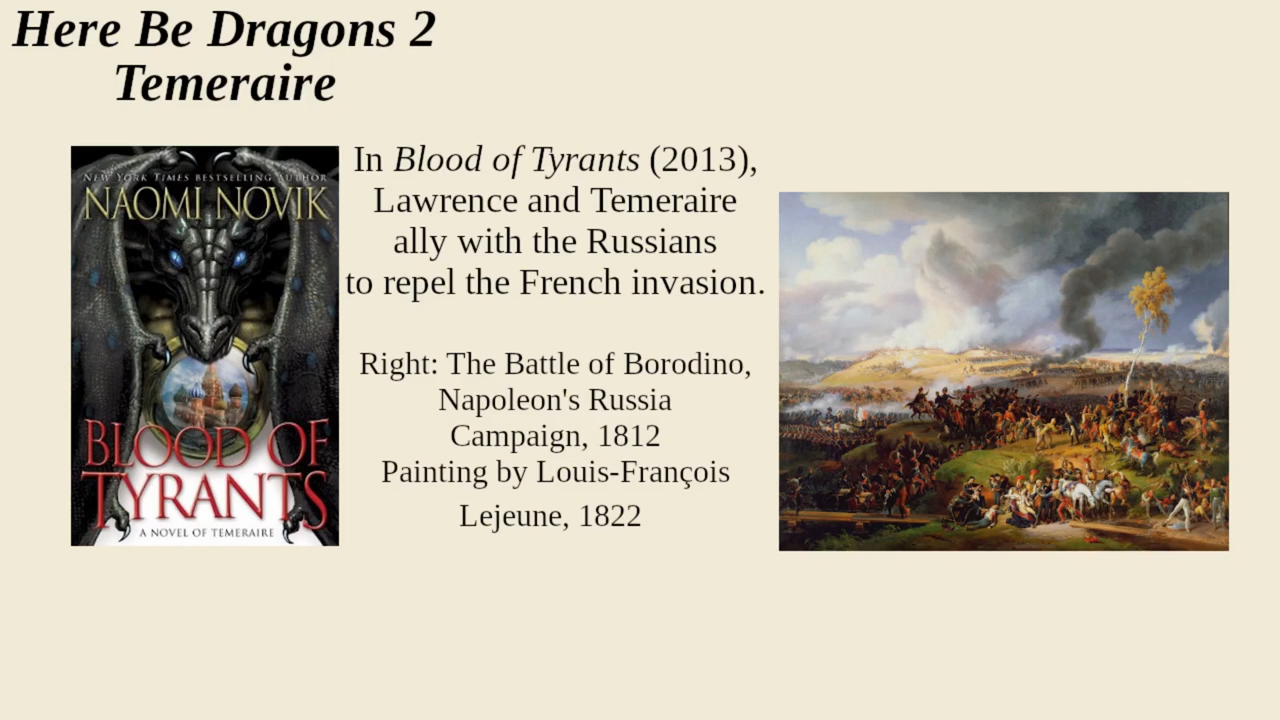 Here Be Dragons 2
Temeraire
NEW YORK TIMES BESTSELLING AUTHOR
NAOMI NOVIK
BLOOD OF
TYRANTS
A NOVEL OF TEMERAIRE
In Blood of Tyrants (2013),
Lawrence and Temeraire
ally with the Russians
to repel the French invasion.
Right: The Battle of Borodino,
Napoleon's Russia
Campaign, 1812
Painting by Louis-François
Lejeune, 1822